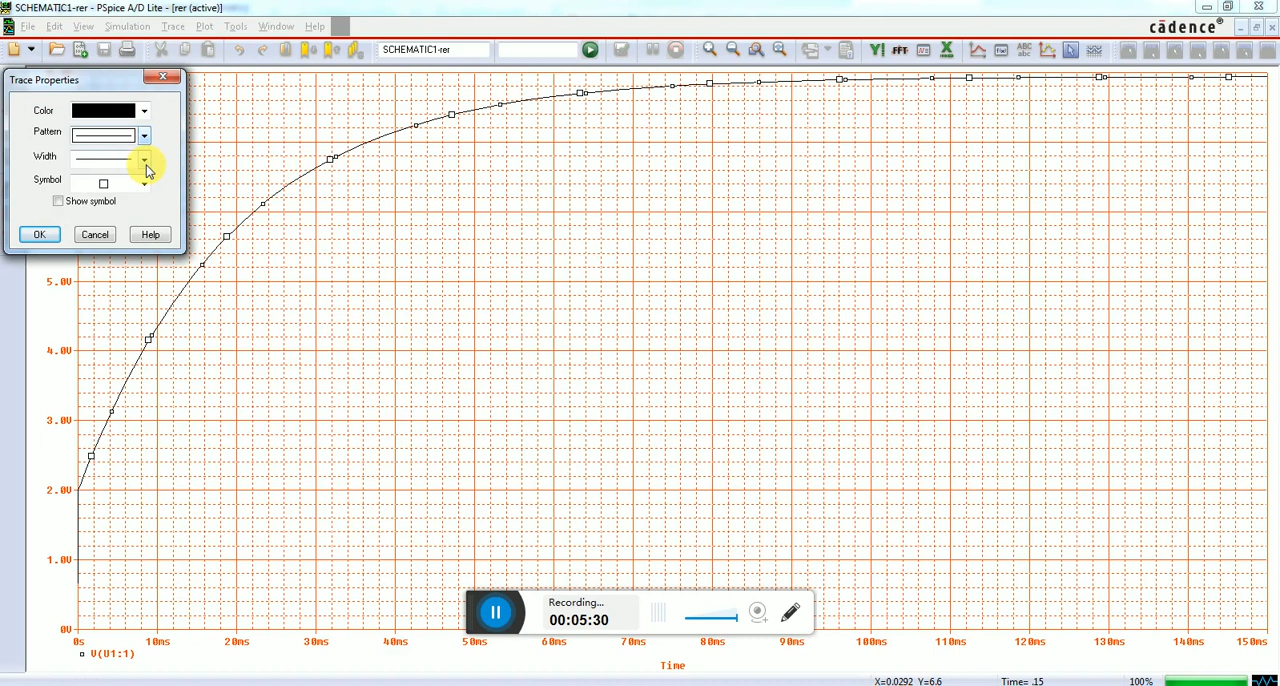 SCHEMATIC1-rer - PSpice A/D Lite - [rer (active)]
File Edit View Simulation Trace Plot Tools Window Help
cādence®
SCHEMATIC1-rer
Y! FFT
ABC
abc
Trace Properties
Color
Pattern
Width
Symbol
Show symbol
OK Cancel Help
5.0V
4.0V
3.0V
2.0V
1.0V
0V
0s 10ms 20ms 30ms 40ms 50ms 60ms 70ms 80ms 90ms 100ms 110ms 120ms 130ms 140ms 150ms
V(U1:1)
Time
Recording...
00:05:30
X=0.0292 Y=6.6 Time= .15 100%